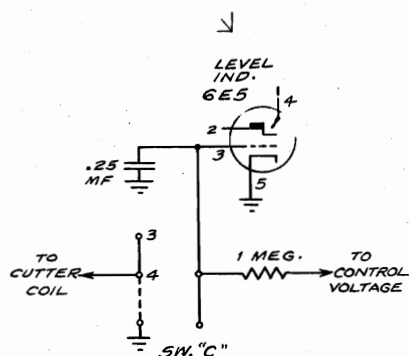 LEVEL
IND.
6E5
4
2
3
5
.25
MF
3
4
TO
CUTTER
COIL
1 MEG.
TO
CONTROL
VOLTAGE
SW. "C"